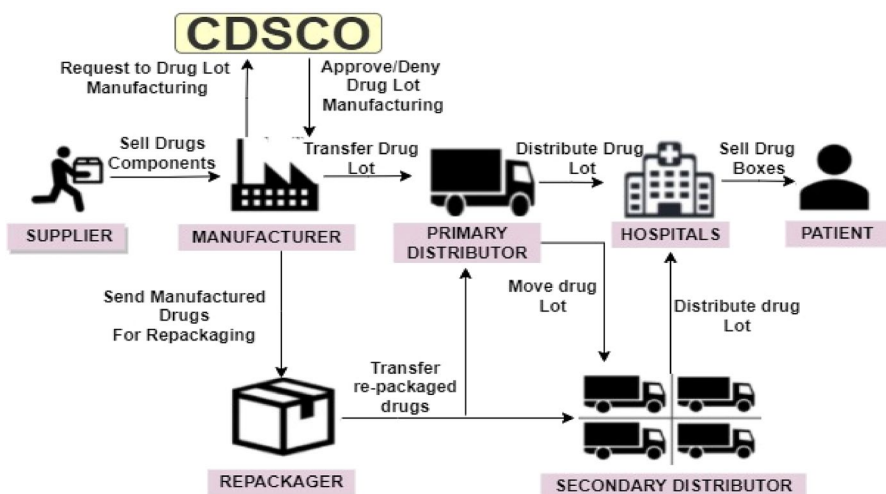 CDSCO
Request to Drug Lot
Manufacturing
Approve/Deny
Drug Lot
Manufacturing
Sell Drugs
Components
Transfer Drug
Lot
Distribute Drug
Lot
Sell Drug
Boxes
SUPPLIER
MANUFACTURER
PRIMARY
DISTRIBUTOR
HOSPITALS
PATIENT
Send Manufactured
Drugs
For Repackaging
Move drug
Lot
Distribute drug
Lot
Transfer
re-packaged
drugs
REPACKAGER
SECONDARY DISTRIBUTOR